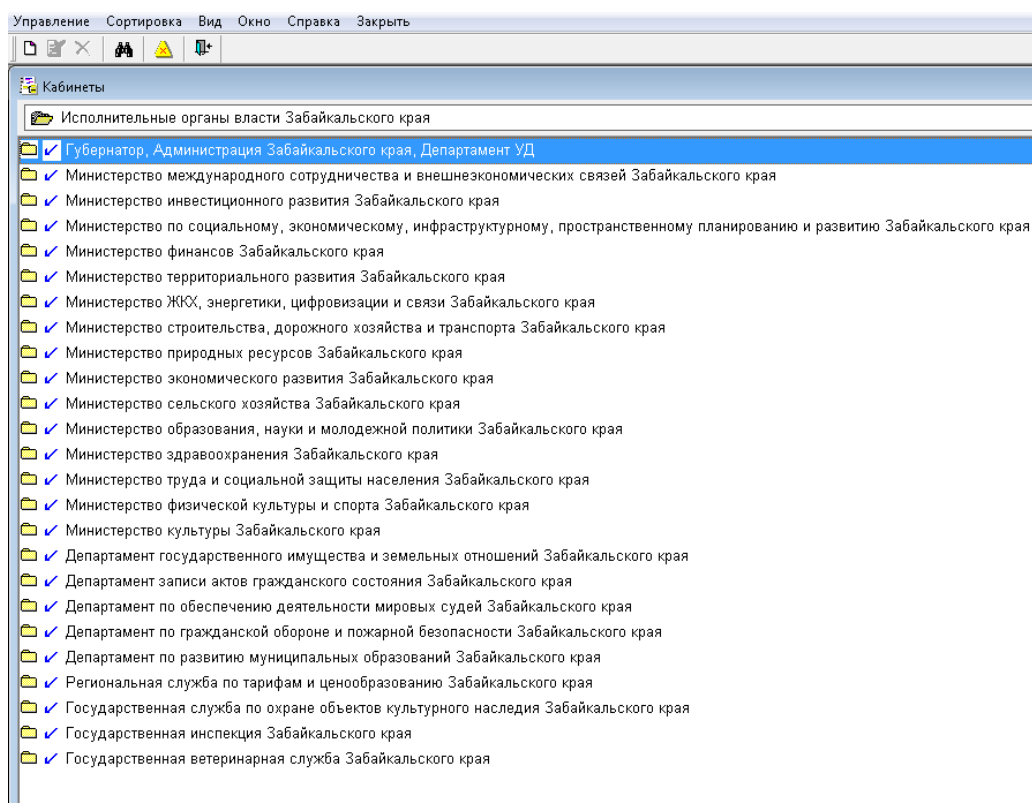 Управление Сортировка Вид Окно Справка Закрыть
Кабинеты
Исполнительные органы власти Забайкальского края
Губернатор, Администрация Забайкальского края, Департамент УД
Министерство международного сотрудничества и внешнеэкономических связей Забайкальского края
Министерство инвестиционного развития Забайкальского края
Министерство по социальному, экономическому, инфраструктурному, пространственному планированию и развитию Забайкальского края
Министерство финансов Забайкальского края
Министерство территориального развития Забайкальского края
Министерство ЖКХ, энергетики, цифровизации и связи Забайкальского края
Министерство строительства, дорожного хозяйства и транспорта Забайкальского края
Министерство природных ресурсов Забайкальского края
Министерство экономического развития Забайкальского края
Министерство сельского хозяйства Забайкальского края
Министерство образования, науки и молодежной политики Забайкальского края
Министерство здравоохранения Забайкальского края
Министерство труда и социальной защиты населения Забайкальского края
Министерство физической культуры и спорта Забайкальского края
Министерство культуры Забайкальского края
Департамент государственного имущества и земельных отношений Забайкальского края
Департамент записи актов гражданского состояния Забайкальского края
Департамент по обеспечению деятельности мировых судей Забайкальского края
Департамент по гражданской обороне и пожарной безопасности Забайкальского края
Департамент по развитию муниципальных образований Забайкальского края
Региональная служба по тарифам и ценообразованию Забайкальского края
Государственная служба по охране объектов культурного наследия Забайкальского края
Государственная инспекция Забайкальского края
Государственная ветеринарная служба Забайкальского края